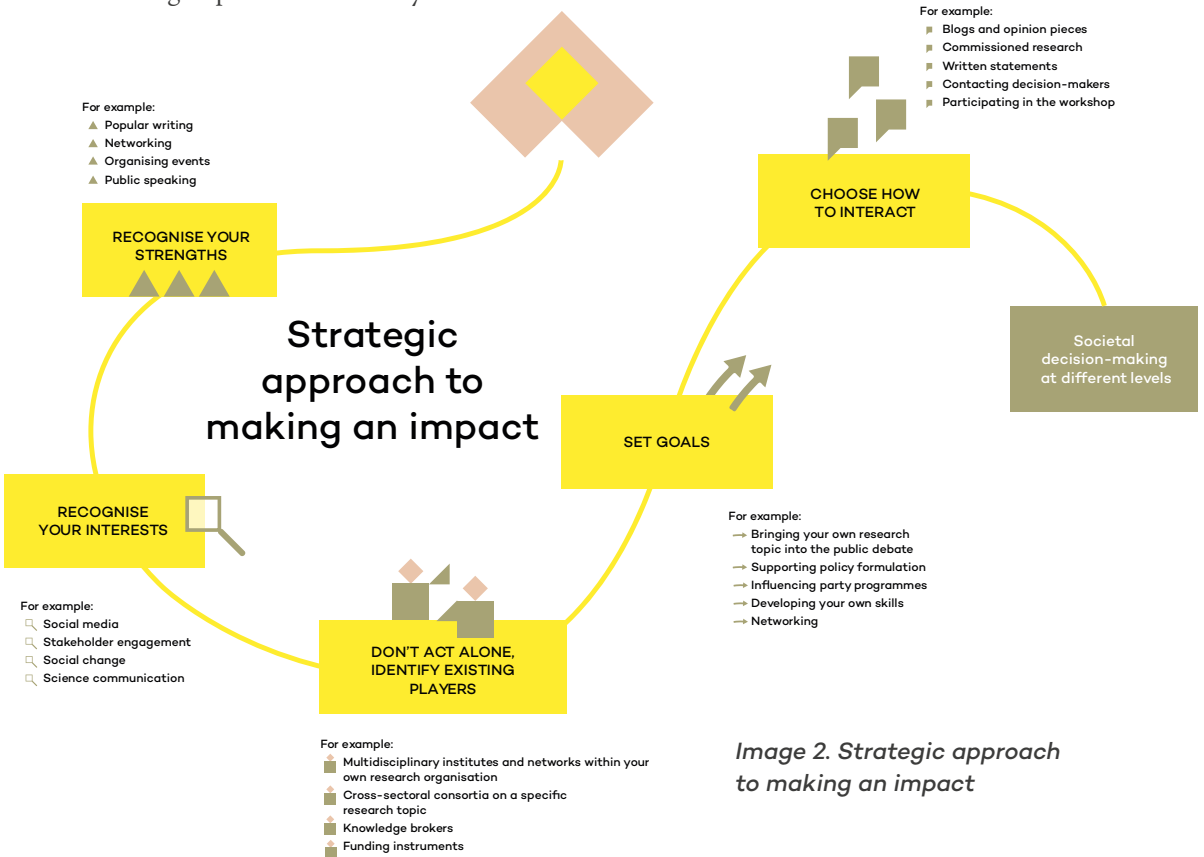 For example:
Blogs and opinion pieces
Commissioned research
Written statements
Contacting decision-makers
Participating in the workshop
For example:
Popular writing
Networking
Organising events
Public speaking
CHOOSE HOW
TO INTERACT
RECOGNISE YOUR
STRENGTHS
Strategic
approach to
making an impact
Societal
decision-making
at different levels
SET GOALS
RECOGNISE
YOUR INTERESTS
For example:
Bringing your own research
topic into the public debate
Supporting policy formulation
Influencing party programmes
Developing your own skills
Networking
For example:
Social media
Stakeholder engagement
Social change
Science communication
DON'T ACT ALONE,
IDENTIFY EXISTING
PLAYERS
For example:
Multidisciplinary institutes and networks within your
own research organisation
Cross-sectoral consortia on a specific
research topic
Knowledge brokers
Funding instruments
Image 2. Strategic approach
to making an impact